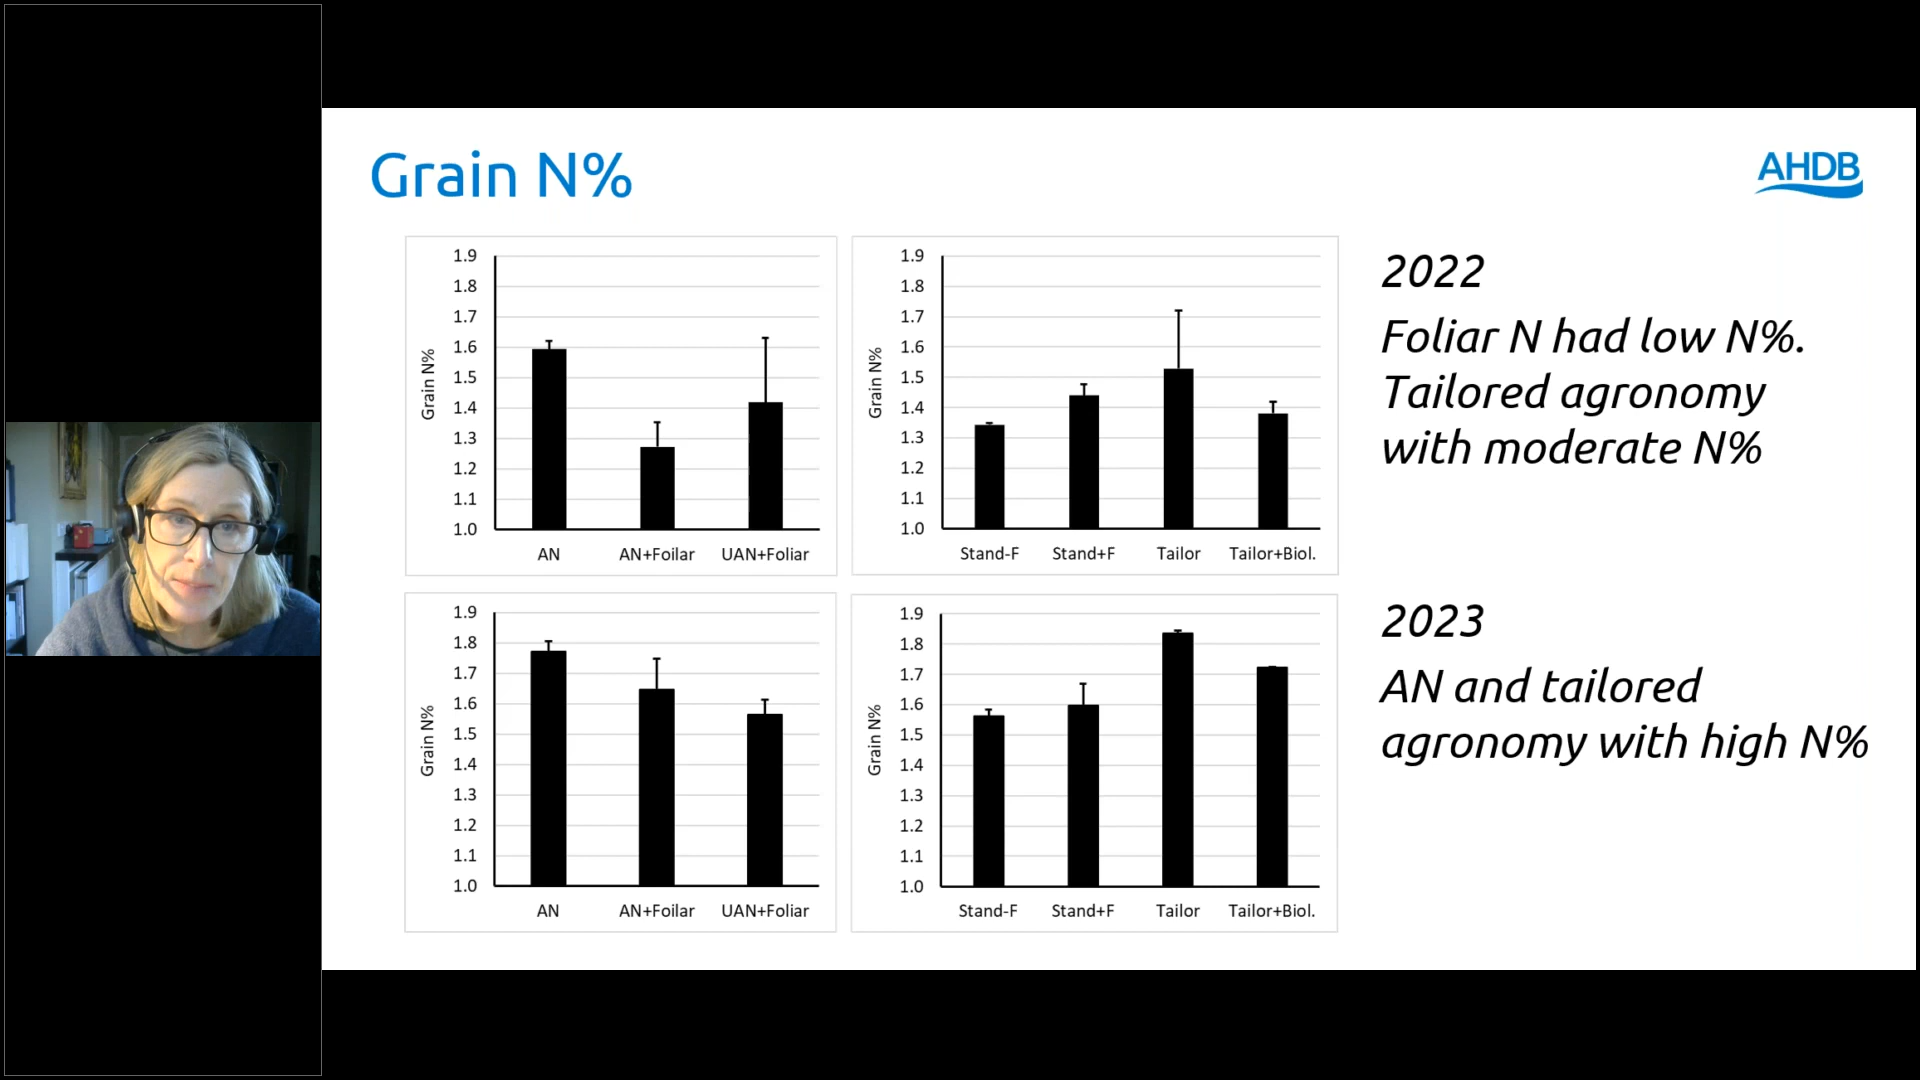 Grain N%
AHDB
1.9
1.8
1.7
1.6
1.5
1.4
1.3
1.2
1.1
1.0
Grain N%
AN AN+Foilar UAN+Foliar
1.9
1.8
1.7
1.6
1.5
1.4
1.3
1.2
1.1
1.0
Grain N%
Stand-F Stand+F Tailor Tailor+Biol.
2022
Foliar N had low N%.
Tailored agronomy
with moderate N%
1.9
1.8
1.7
1.6
1.5
1.4
1.3
1.2
1.1
1.0
Grain N%
AN AN+Foilar UAN+Foliar
1.9
1.8
1.7
1.6
1.5
1.4
1.3
1.2
1.1
1.0
Grain N%
Stand-F Stand+F Tailor Tailor+Biol.
2023
AN and tailored
agronomy with high N%